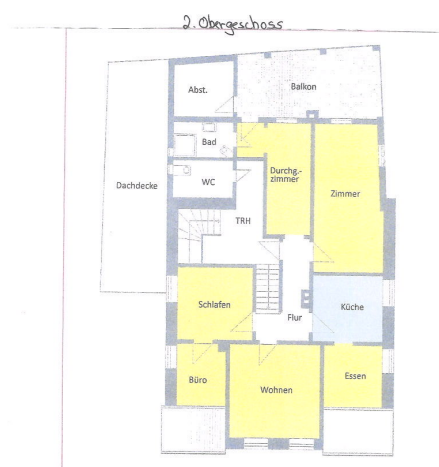 2. Obergeschoss
Abst.
Balkon
Bad
Durchg.-
zimmer
WC
Zimmer
Dachdecke
TRH
Schlafen
Küche
Flur
Büro
Wohnen
Essen